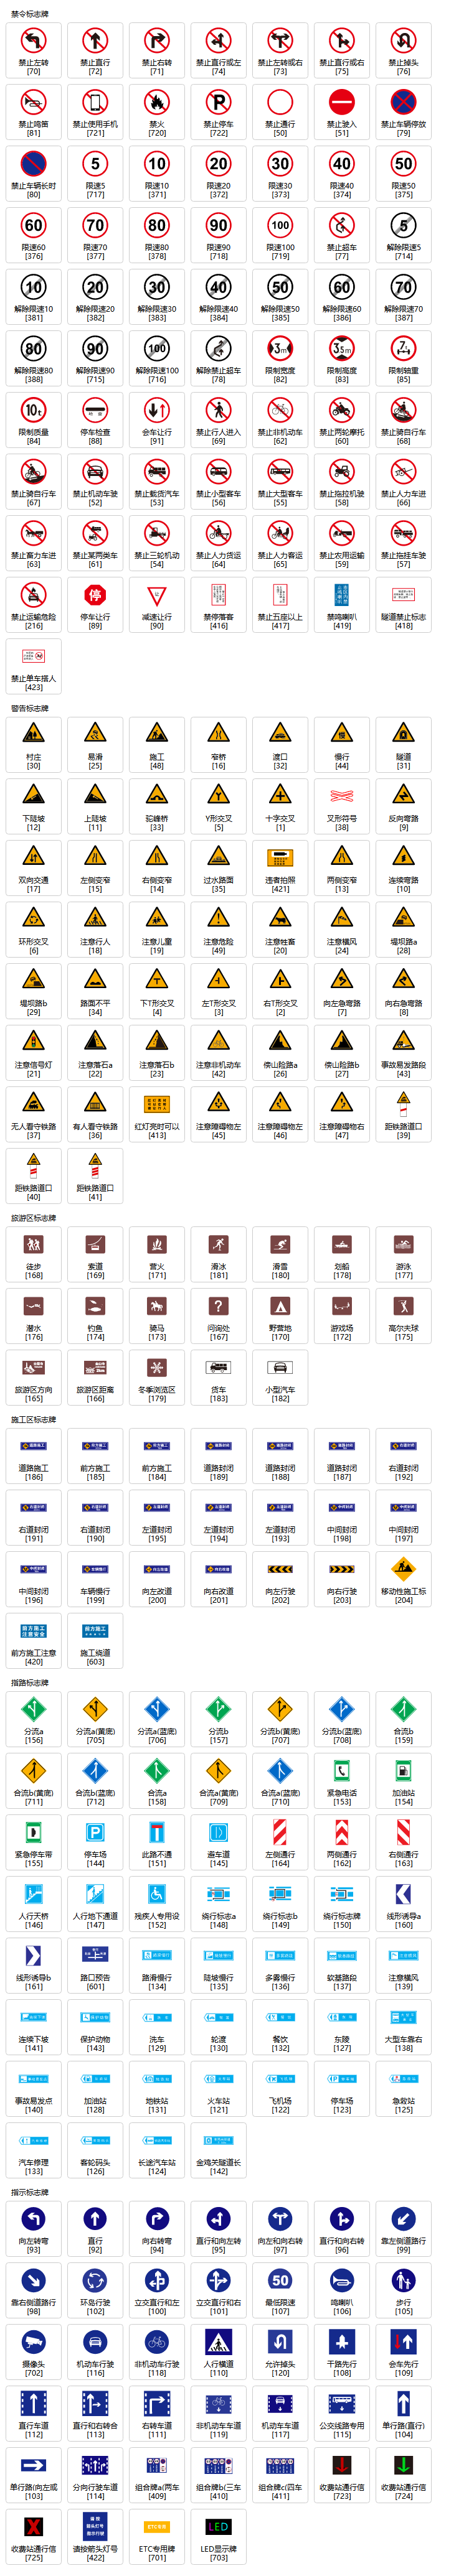 禁令标志牌
禁止左转 禁止直行 禁止右转 禁止直行或左 禁止左转或右 禁止直行或右 禁止掉头
[70] [72] [71] [74] [73] [75] [76]
禁止鸣笛 禁止使用手机 禁火 禁止停车 禁止通行 禁止驶入 禁止车辆停放
[81] [721] [720] [722] [50] [51] [79]
5 10 20 30 40 50
禁止车辆长时 限速5 限速10 限速20 限速30 限速40 限速50
[80] [717] [371] [372] [373] [374] [375]
60 70 80 90 100 5
限速60 限速70 限速80 限速90 限速100 禁止超车 解除限速5
[376] [377] [378] [718] [719] [77] [714]
10 20 30 40 50 60 70
解除限速10 解除限速20 解除限速30 解除限速40 解除限速50 解除限速60 解除限速70
[381] [382] [383] [384] [385] [386] [387]
80 90 100 3m 3.5m
解除限速80 解除限速90 解除限速100 解除禁止超车 限制宽度 限制高度 限制轴重
[388] [715] [716] [78] [82] [83] [85]
10t
限制质量 停车检查 会车让行 禁止行人进入 禁止非机动车 禁止两轮摩托 禁止骑自行车
[84] [88] [91] [69] [62] [60] [68]
禁止骑自行车 禁止机动车驶 禁止载货汽车 禁止小型客车 禁止大型客车 禁止拖拉机驶 禁止人力车进
[67] [52] [53] [56] [55] [58] [66]
禁止畜力车进 禁止某两类车 禁止三轮机动 禁止人力货运 禁止人力客运 禁止农用运输 禁止拖挂车驶
[63] [61] [54] [64] [65] [59] [57]
停 让
禁止运输危险 停车让行 减速让行 禁停落客 禁止五座以上 禁鸣喇叭 隧道禁止标志
[216] [89] [90] [416] [417] [419] [418]
禁止单车搭人
[423]
警告标志牌
村庄 易滑 施工 窄桥 渡口 慢行 隧道
[30] [25] [48] [16] [32] [44] [31]
下陡坡 上陡坡 驼峰桥 Y形交叉 十字交叉 叉形符号 反向弯路
[12] [11] [33] [5] [1] [38] [9]
双向交通 左侧变窄 右侧变窄 过水路面 违者拍照 两侧变窄 连续弯路
[17] [15] [14] [35] [421] [13] [10]
环形交叉 注意行人 注意儿童 注意危险 注意牲畜 注意横风 堤坝路a
[6] [18] [19] [49] [20] [24] [28]
堤坝路b 路面不平 下T形交叉 左T形交叉 右T形交叉 向左急弯路 向右急弯路
[29] [34] [4] [3] [2] [7] [8]
注意信号灯 注意落石a 注意落石b 注意非机动车 傍山险路a 傍山险路b 事故易发路段
[21] [22] [23] [42] [26] [27] [43]
无人看守铁路 有人看守铁路 红灯亮时可以 注意障碍物左 注意障碍物左 注意障碍物右 距铁路道口
[37] [36] [413] [45] [46] [47] [39]
距铁路道口 距铁路道口
[40] [41]
旅游区标志牌
徒步 索道 营火 滑冰 滑雪 划船 游泳
[168] [169] [171] [181] [180] [178] [177]
潜水 钓鱼 骑马 问询处 野营地 游戏场 高尔夫球
[176] [174] [173] [167] [170] [172] [175]
旅游区方向 旅游区距离 冬季浏览区 货车 小型汽车
[165] [166] [179] [183] [182]
施工区标志牌
道路施工 前方施工 前方施工 道路封闭 道路封闭 道路封闭 右道封闭
[186] [185] [184] [189] [188] [187] [192]
右道封闭 右道封闭 左道封闭 左道封闭 左道封闭 中间封闭 中间封闭
[191] [190] [195] [194] [193] [198] [197]
中间封闭 车辆慢行 向左改道 向右改道 向左行驶 向右行驶 移动性施工标
[196] [199] [200] [201] [202] [203] [204]
前方施工
注意安全 前方施工
前方施工注意 施工绕道
[420] [603]
指路标志牌
分流a 分流a(黄底) 分流a(蓝底) 分流b 分流b(黄底) 分流b(蓝底) 合流b
[156] [705] [706] [157] [707] [708] [159]
合流b(黄底) 合流b(蓝底) 合流a 合流a(黄底) 合流a(蓝底) 紧急电话 加油站
[711] [712] [158] [709] [710] [153] [154]
P
紧急停车带 停车场 此路不通 避车道 左侧通行 两侧通行 右侧通行
[155] [144] [151] [145] [164] [162] [163]
人行天桥 人行地下通道 残疾人专用设 绕行标志a 绕行标志b 绕行标志牌 线形诱导a
[146] [147] [152] [148] [149] [150] [160]
线形诱导b 路口预告 路滑慢行 陡坡慢行 多雾慢行 软基路段 注意横风
[161] [601] [134] [135] [136] [137] [139]
连续下坡 保护动物 洗车 轮渡 餐饮 东陵 大型车靠右
[141] [143] [129] [130] [132] [127] [138]
事故易发点 加油站 地铁站 火车站 飞机场 停车场 急救站
[140] [128] [131] [121] [122] [123] [125]
汽车修理 客轮码头 长途汽车站 金鸡关隧道长
[133] [126] [124] [142]
指示标志牌
向左转弯 直行 向右转弯 直行和向左转 向左和向右转 直行和向右转 靠左侧道路行
[93] [92] [94] [95] [97] [96] [99]
50
靠右侧道路行 环岛行驶 立交直行和左 立交直行和右 最低限速 鸣喇叭 步行
[98] [102] [100] [101] [107] [106] [105]
摄像头 机动车行驶 非机动车行驶 人行横道 允许掉头 干路先行 会车先行
[702] [116] [118] [110] [120] [108] [109]
直行车道 直行和右转合 右转车道 非机动车车道 机动车车道 公交线路专用 单行路(直行)
[112] [113] [111] [119] [117] [115] [104]
单行路(向左或 分向行驶车道 组合牌a(两车 组合牌b(三车 组合牌c(四车 收费站通行信 收费站通行信
[103] [114] [409] [410] [411] [723] [724]
请按
箭头灯号
指示行驶 ETC专用 LED
收费站通行信 请按箭头灯号 ETC专用牌 LED显示牌
[725] [422] [701] [703]